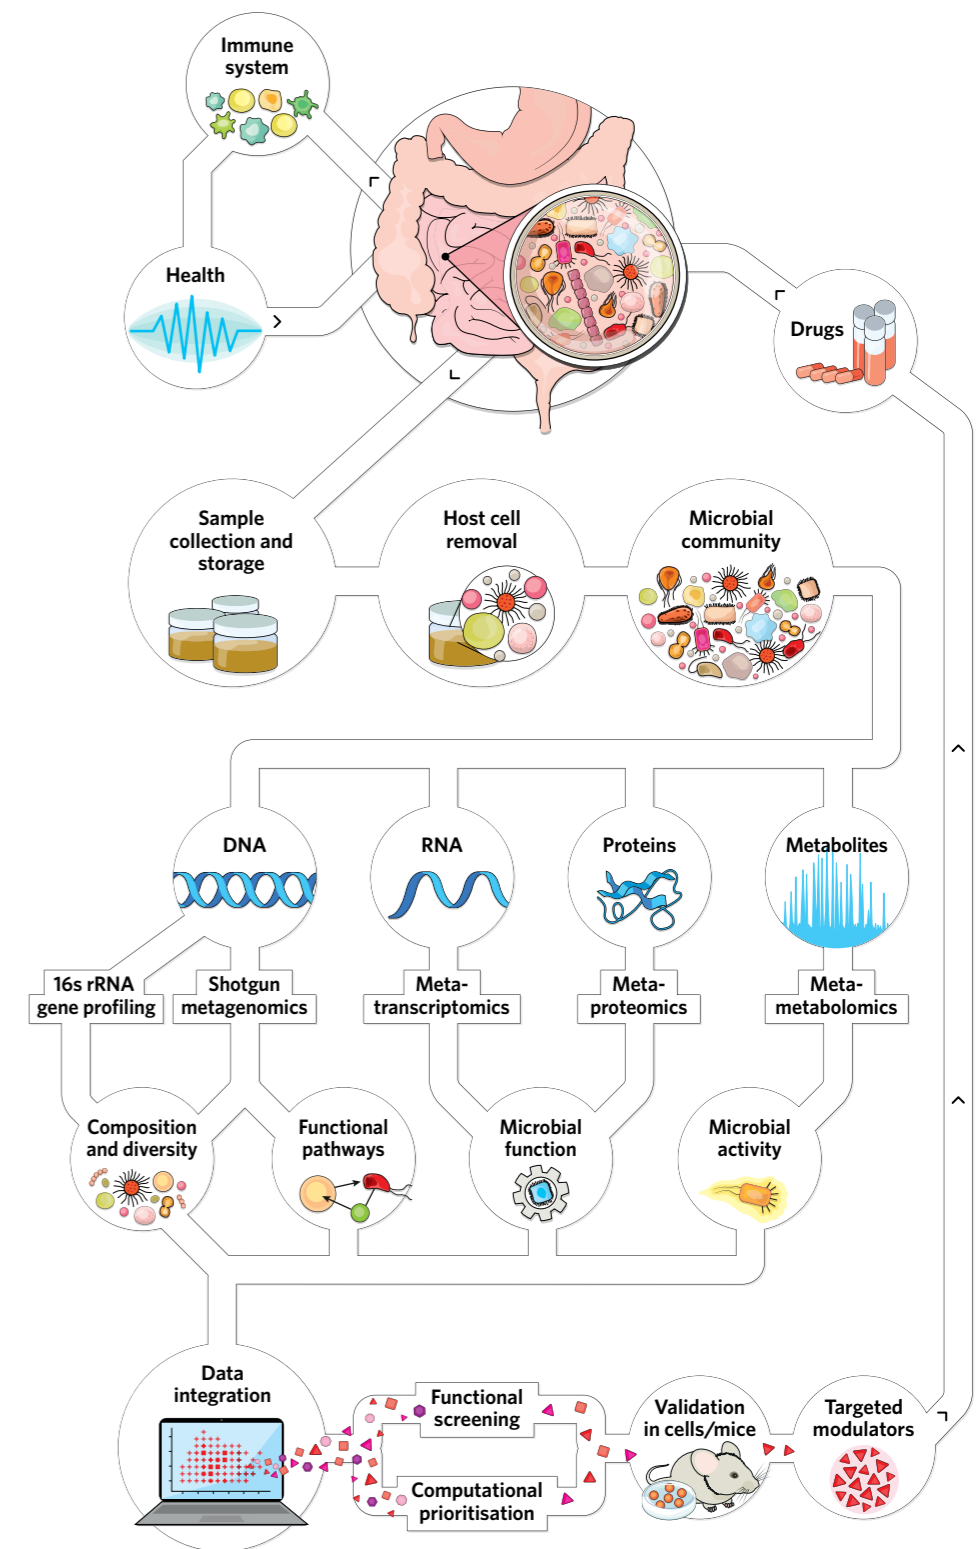 Immune
system
Health
Drugs
Sample
collection and
storage
Host cell
removal
Microbial
community
DNA
RNA
Proteins
Metabolites
16s rRNA
gene profiling
Shotgun
metagenomics
Meta-
transcriptomics
Meta-
proteomics
Meta-
metabolomics
Composition
and diversity
Functional
pathways
Microbial
function
Microbial
activity
Data
integration
Functional
screening
Computational
prioritisation
Validation
in cells/mice
Targeted
modulators